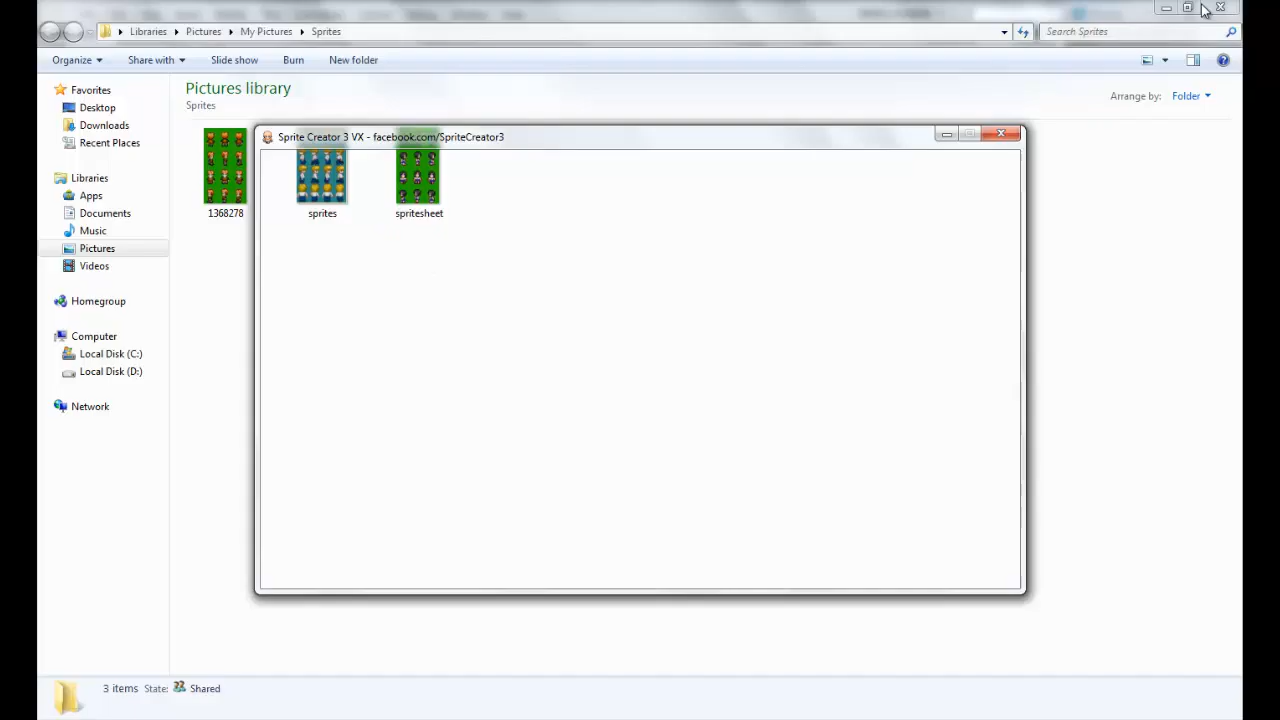 Libraries Pictures My Pictures Sprites Search Sprites
Organize Share with Slide show Burn New folder
Favorites
Desktop
Downloads
Recent Places
Libraries
Apps
Documents
Music
Pictures
Videos
Homegroup
Computer
Local Disk (C:)
Local Disk (D:)
Network
Pictures library
Sprites
Arrange by: Folder
Sprite Creator 3 VX - facebook.com/SpriteCreator3
1368278 sprites spritesheet
3 items State: Shared